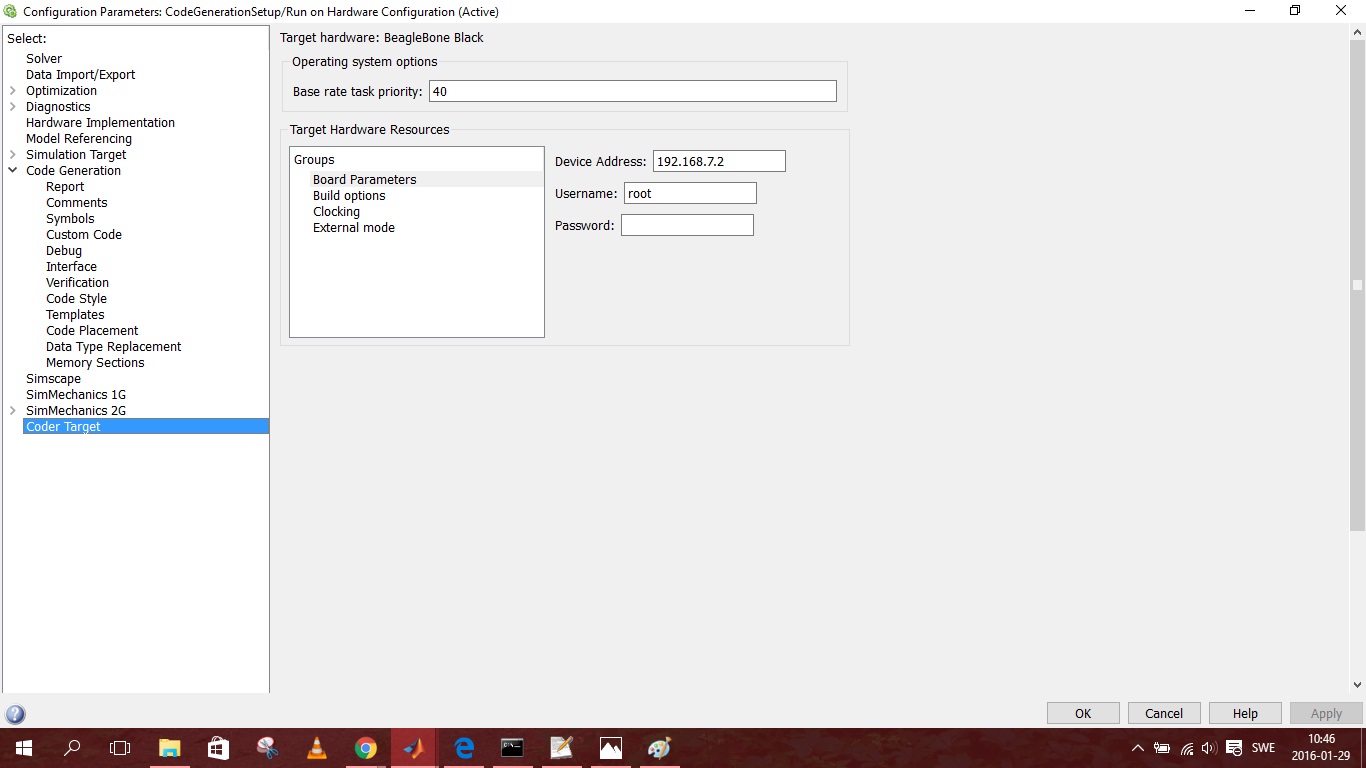 Configuration Parameters: CodeGenerationSetup/Run on Hardware Configuration (Active)
Select:
Solver
Data Import/Export
Optimization
Diagnostics
Hardware Implementation
Model Referencing
Simulation Target
Code Generation
Report
Comments
Symbols
Custom Code
Debug
Interface
Verification
Code Style
Templates
Code Placement
Data Type Replacement
Memory Sections
Simscape
SimMechanics 1G
SimMechanics 2G
Coder Target
Target hardware: BeagleBone Black
Operating system options
Base rate task priority: 40
Target Hardware Resources
Groups
Board Parameters
Build options
Clocking
External mode
Device Address: 192.168.7.2
Username: root
Password:
OK Cancel Help Apply
SWE
10:46
2016-01-29